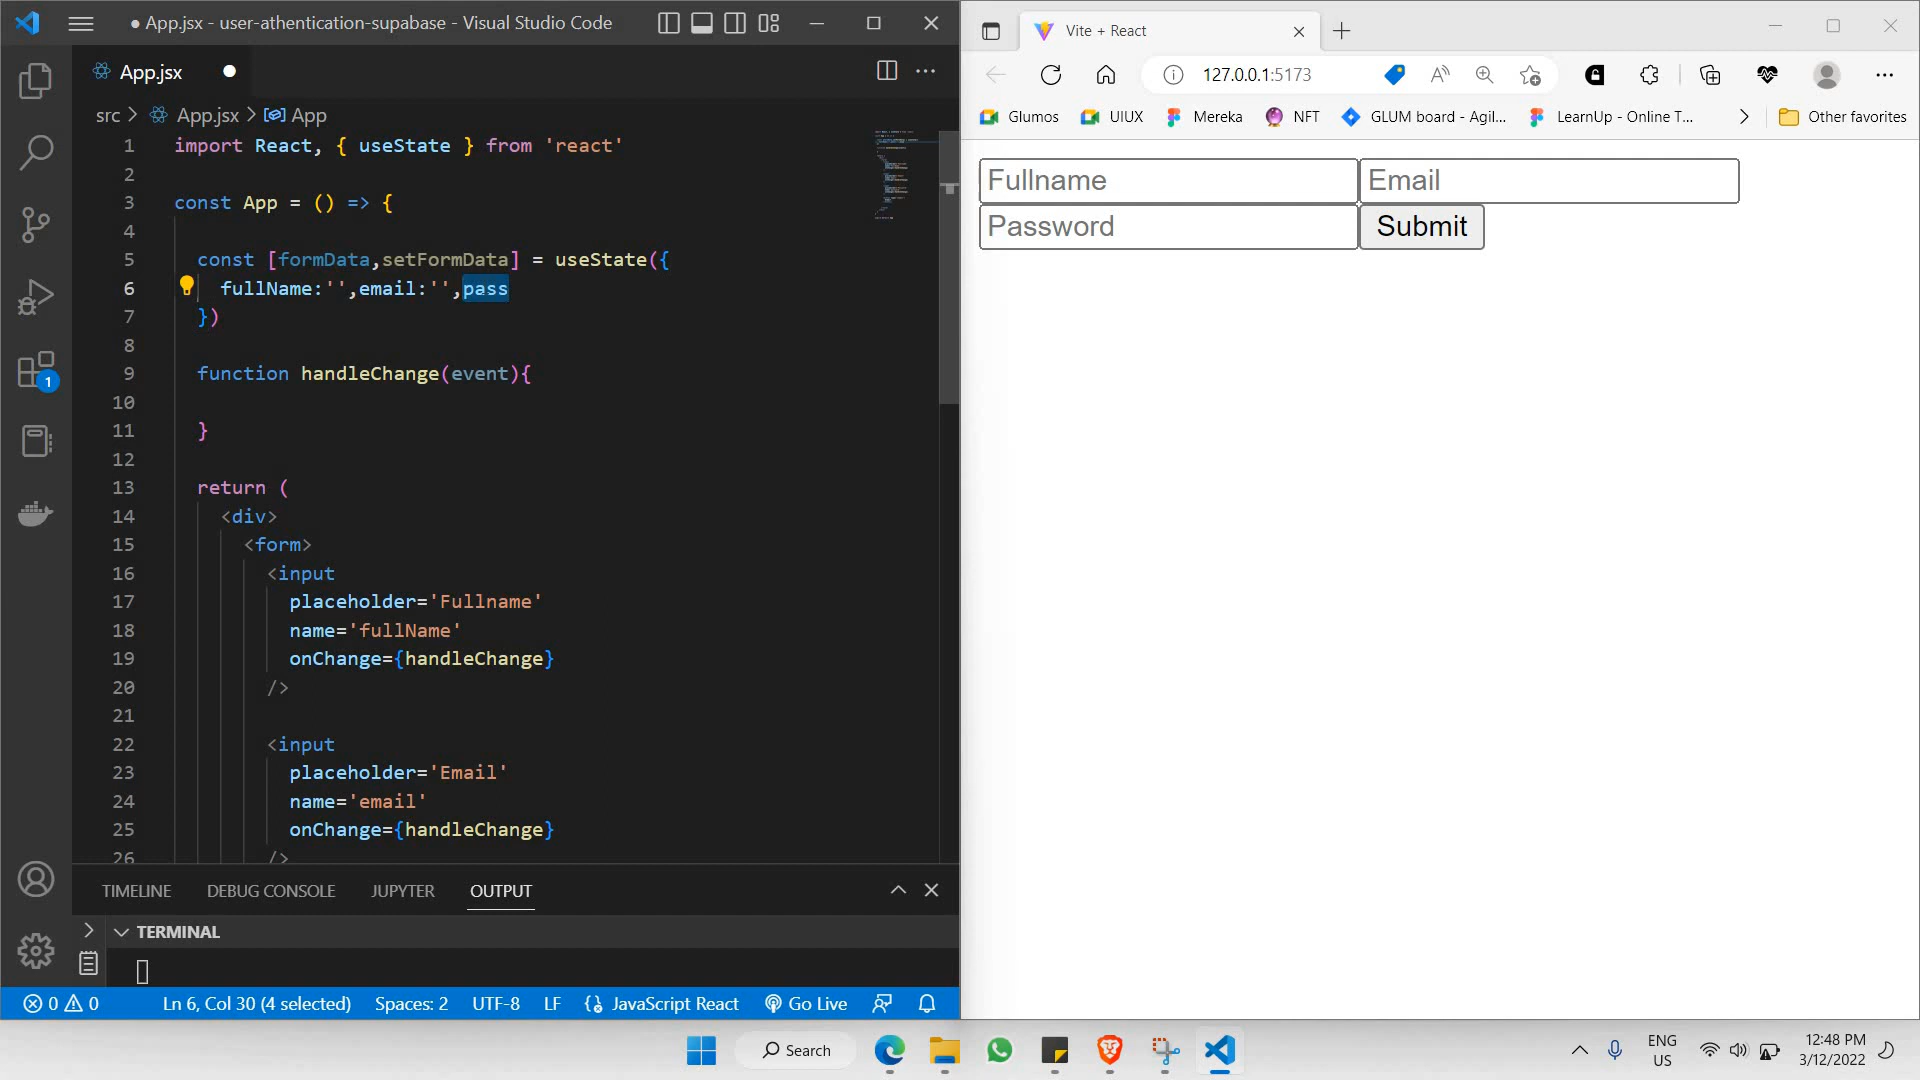 ● App.jsx - user-athentication-supabase - Visual Studio Code
App.jsx
src > App.jsx > App
1 import React, { useState } from 'react'
2
3 const App = () => {
4
5 const [formData,setFormData] = useState({
6 fullName:'',email:'',pass
7 })
8
9 function handleChange(event){
10
11 }
12
13 return (
14 <div>
15 <form>
16 <input
17 placeholder='Fullname'
18 name='fullName'
19 onChange={handleChange}
20 />
21
22 <input
23 placeholder='Email'
24 name='email'
25 onChange={handleChange}
26 />
1
TIMELINE DEBUG CONSOLE JUPYTER OUTPUT
TERMINAL
0 0 Ln 6, Col 30 (4 selected) Spaces: 2 UTF-8 LF JavaScript React Go Live
Vite + React
127.0.0.1:5173
Glumos UIUX Mereka NFT GLUM board - Agil... LearnUp - Online T... Other favorites
Fullname Email
Password Submit
Search
ENG
US
12:48 PM
3/12/2022